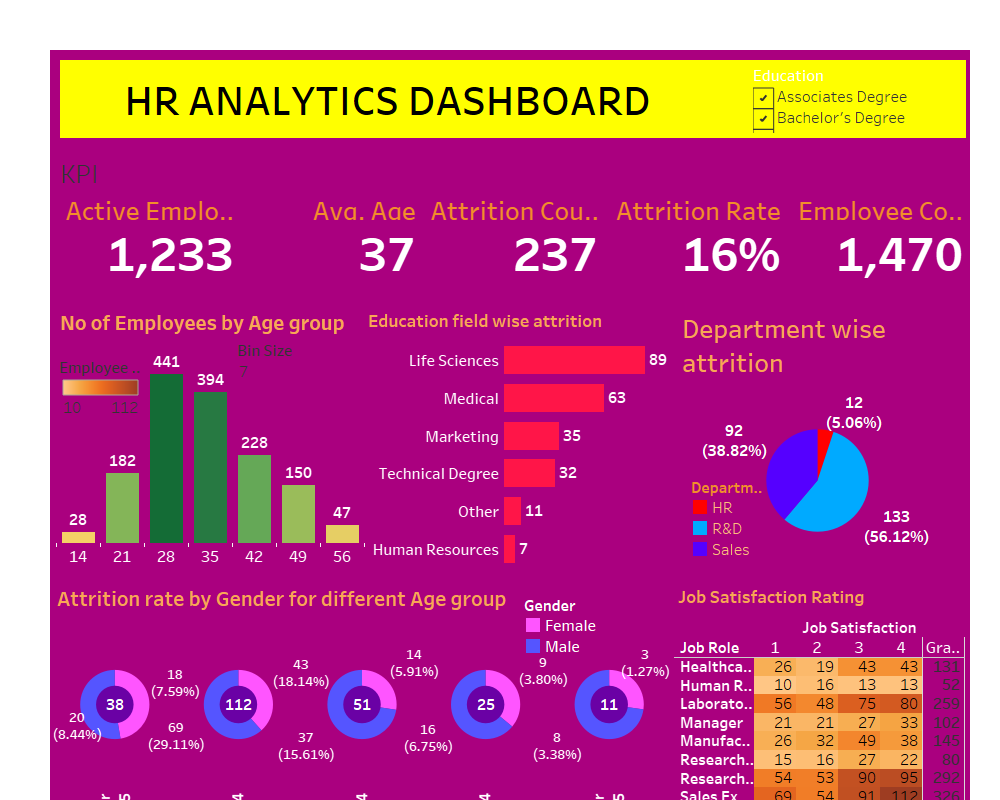 HR ANALYTICS DASHBOARD
Education
Associates Degree
Bachelor's Degree
KPI
Active Emplo..
Avg. Age
Attrition Cou..
Attrition Rate
Employee Co..
1,233
37
237
16%
1,470
No of Employees by Age group
Employee..
10 112
Bin Size
7
28
182
441
394
228
150
47
14 21 28 35 42 49 56
Education field wise attrition
Life Sciences 89
Medical 63
Marketing 35
Technical Degree 32
Other 11
Human Resources 7
Department wise
attrition
12
(5.06%)
92
(38.82%)
133
(56.12%)
Departm..
HR
R&D
Sales
Attrition rate by Gender for different Age group
Gender
Female
Male
18
(7.59%)
38
20
(8.44%)
43
(18.14%)
112
69
(29.11%)
14
(5.91%)
51
37
(15.61%)
9
(3.80%)
25
16
(6.75%)
3
(1.27%)
11
8
(3.38%)
Job Satisfaction Rating
Job Satisfaction
Job Role 1 2 3 4 Gra..
Healthca.. 26 19 43 43 131
Human R.. 10 16 13 13 52
Laborato.. 56 48 75 80 259
Manager 21 21 27 33 102
Manufac.. 26 32 49 38 145
Research.. 15 16 27 22 80
Research.. 54 53 90 95 292
Sales Ex.. 69 54 91 112 326